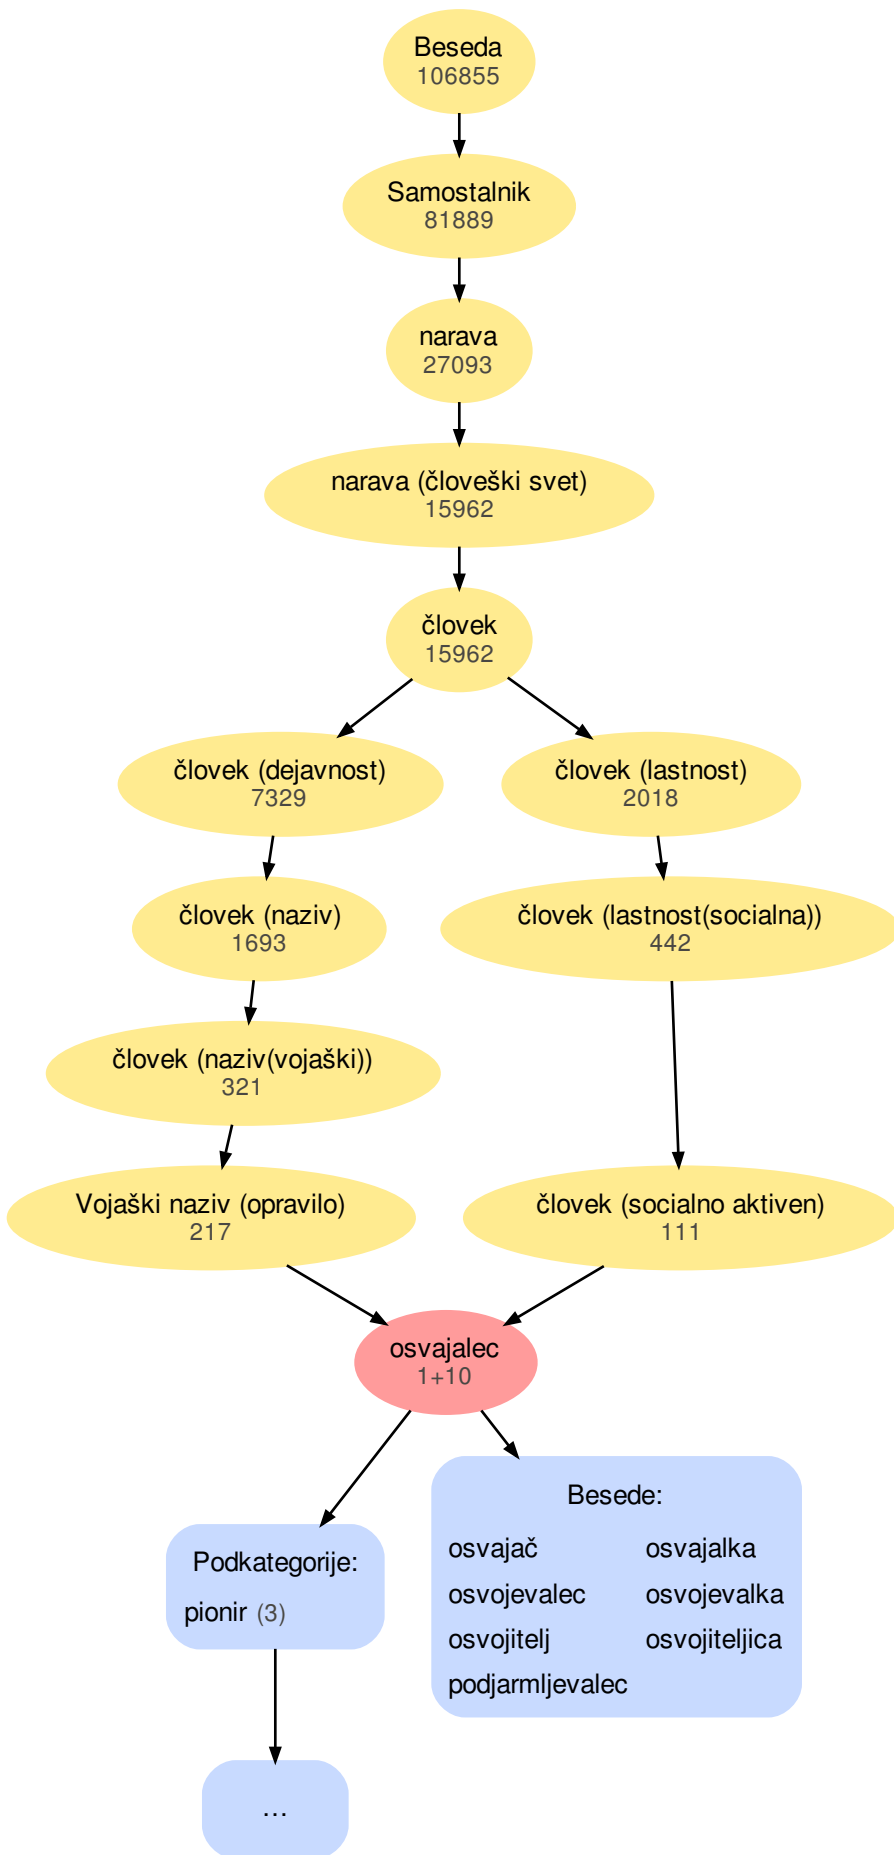 Beseda
106855
Samostalnik
81889
narava
27093
narava (človeški svet)
15962
človek
15962
človek (dejavnost)
7329
človek (lastnost)
2018
človek (naziv)
1693
človek (lastnost(socialna))
442
človek (naziv(vojaški))
321
Vojaški naziv (opravilo)
217
človek (socialno aktiven)
111
osvajalec
1+10
Besede:
osvajač osvajalka
osvojevalec osvojevalka
osvojitelj osvojiteljica
podjarmljevalec
Podkategorije:
pionir (3)
...